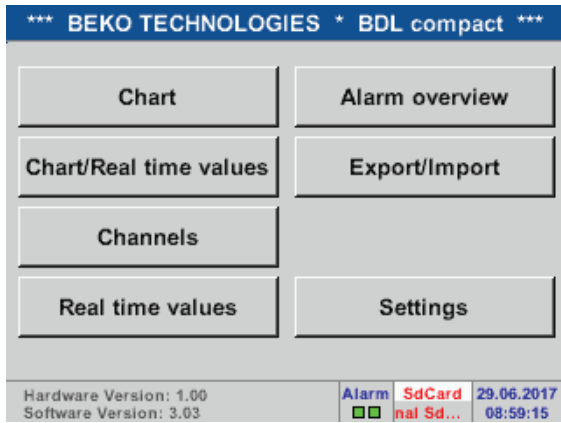 *** BEKO TECHNOLOGIES * BDL compact ***
Chart
Alarm overview
Chart/Real time values
Export/Import
Channels
Real time values
Settings
Hardware Version: 1.00
Software Version: 3.03
Alarm
SdCard
nal Sd...
29.06.2017
08:59:15